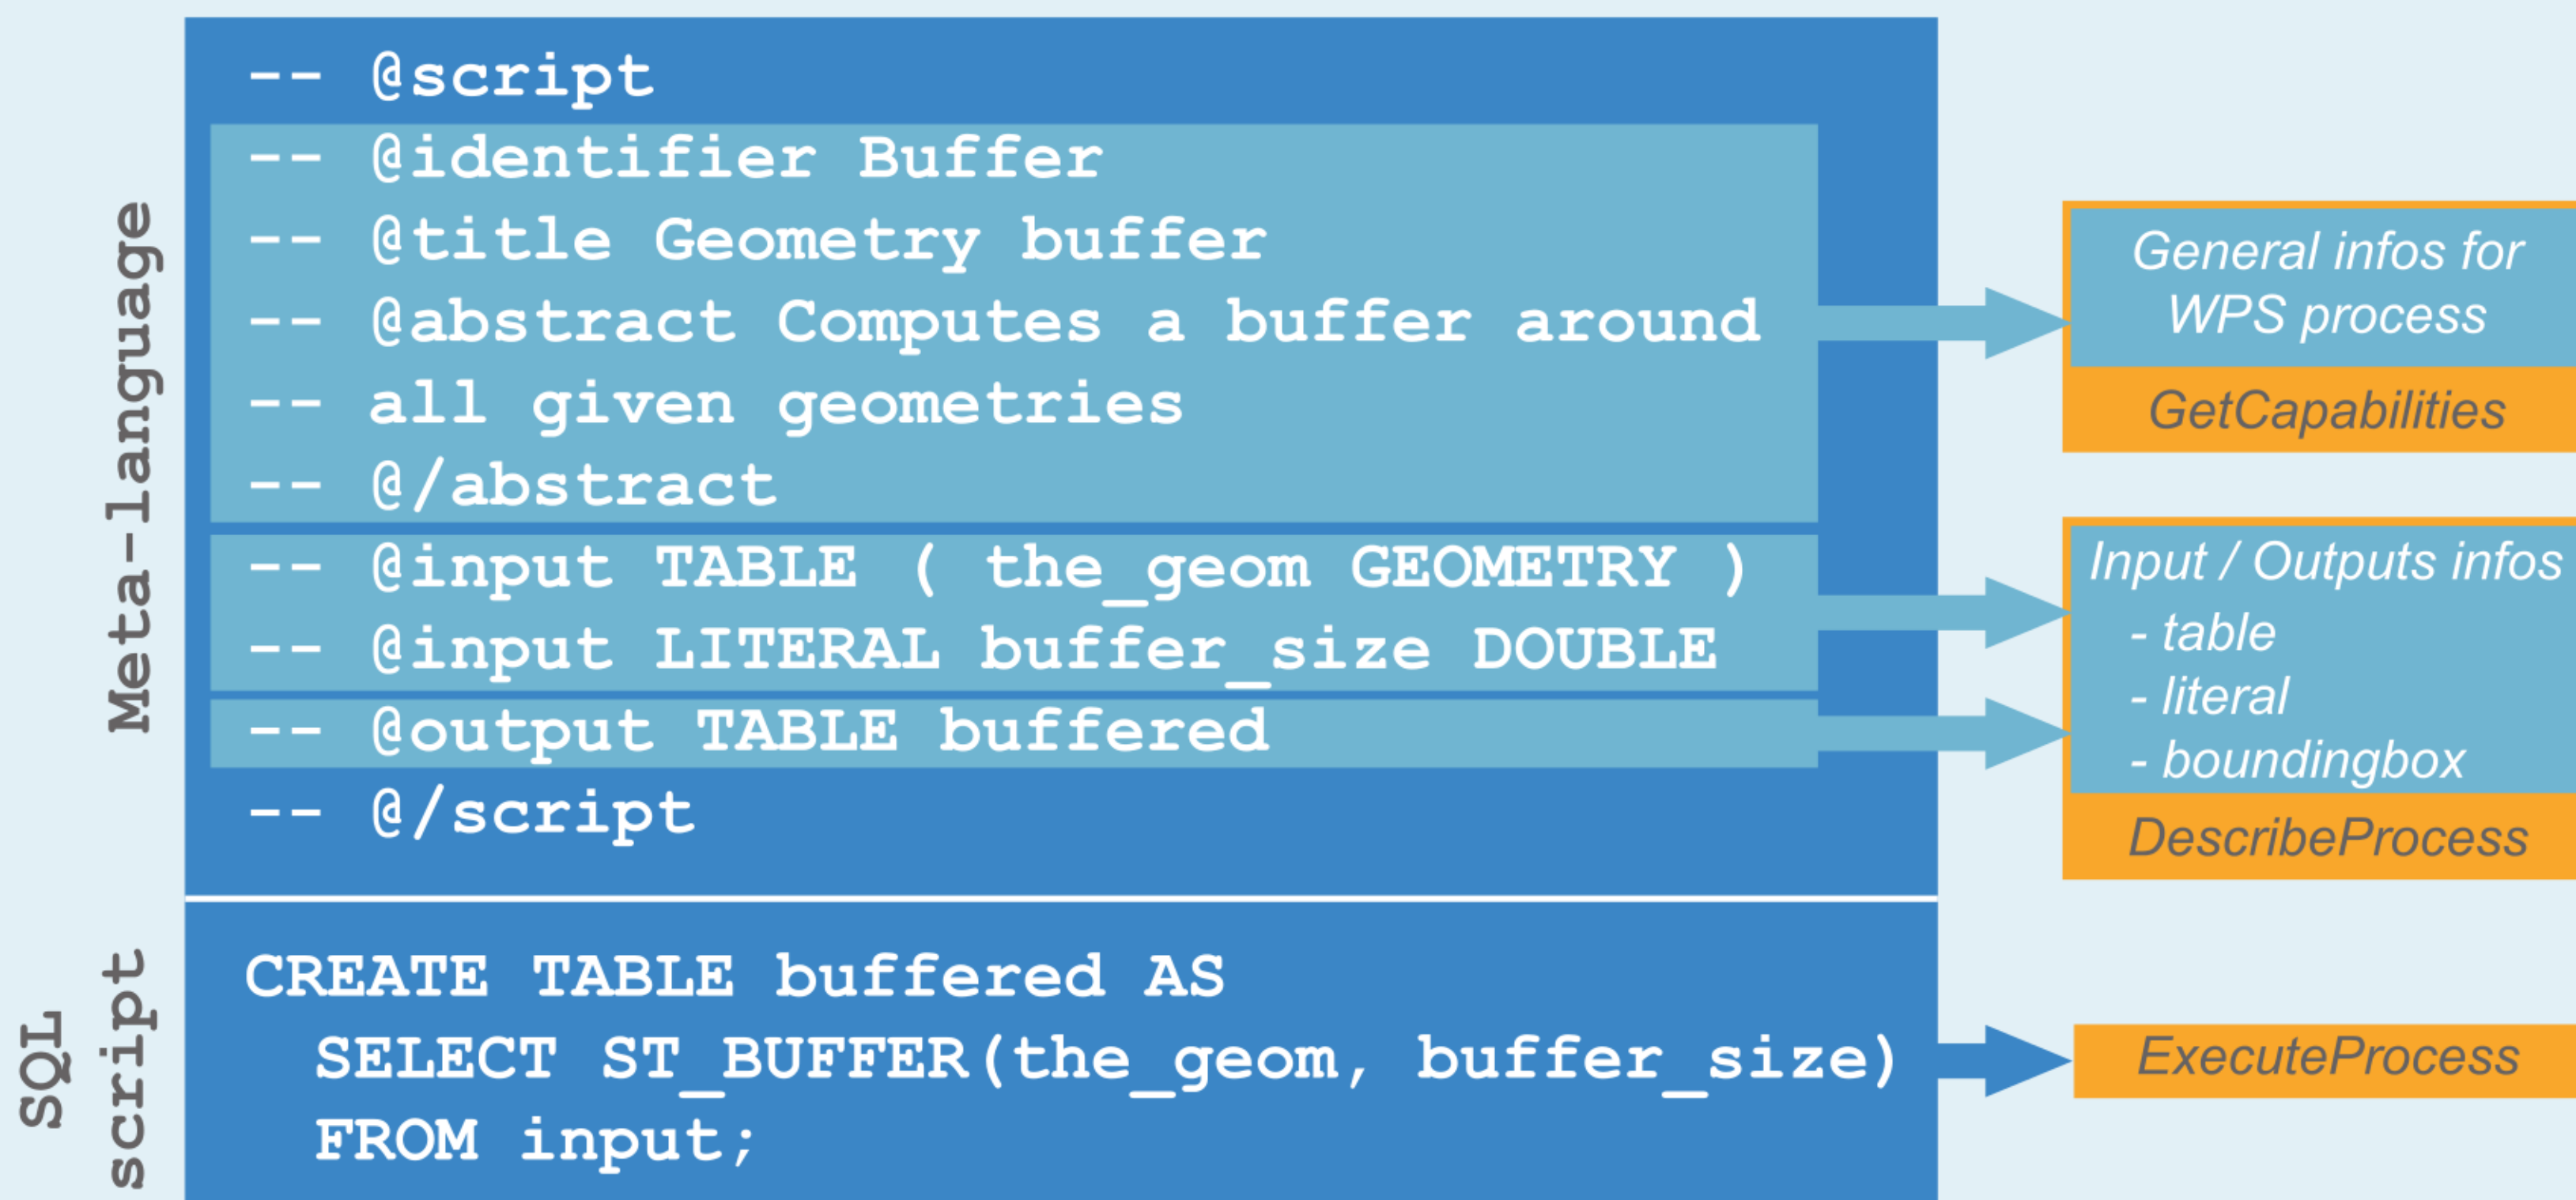 Meta-language
-- @script
-- @identifier Buffer
-- @title Geometry buffer
-- @abstract Computes a buffer around
-- all given geometries
-- @/abstract
-- @input TABLE ( the_geom GEOMETRY )
-- @input LITERAL buffer_size DOUBLE
-- @output TABLE buffered
-- @/script
General infos for
WPS process
GetCapabilities
Input / Outputs infos
- table
- literal
- boundingbox
DescribeProcess
SQL
script
CREATE TABLE buffered AS
SELECT ST_BUFFER(the_geom, buffer_size)
FROM input;
ExecuteProcess